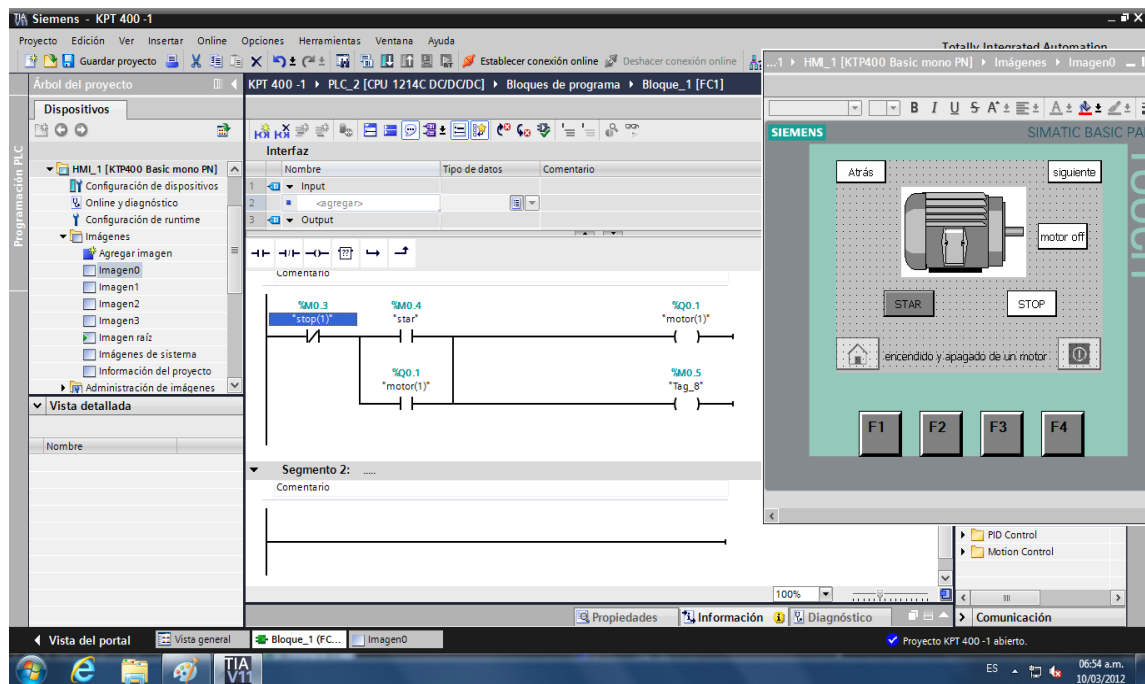 Siemens - KPT 400 -1
Proyecto Edición Ver Insertar Online Opciones Herramientas Ventana Ayuda
Totally Integrated Automation
Guardar proyecto
Establecer conexión online
Deshacer conexión online
Árbol del proyecto
Dispositivos
Programación PLC
HMI_1 [KTP400 Basic mono PN]
Configuración de dispositivos
Online y diagnóstico
Configuración de runtime
Imágenes
Agregar imagen
Imagen0
Imagen1
Imagen2
Imagen3
Imagen raíz
Imágenes de sistema
Información del proyecto
Administración de imágenes
Vista detallada
Nombre
KPT 400 -1 PLC_2 [CPU 1214C DC/DC/DC] Bloques de programa Bloque_1 [FC1]
Interfaz
Nombre Tipo de datos Comentario
1 Input
2 <agregar>
3 Output
Comentario
%M0.3 %M0.4 %Q0.1
"stop(1)" "star" "motor(1)"
%Q0.1 %M0.5
"motor(1)" "Tag_8"
Segmento 2: .....
Comentario
100%
...1 HMI_1 [KTP400 Basic mono PN] Imágenes Imagen0
B I U S A A
SIEMENS
SIMATIC BASIC PA
TOUCH
Atrás
siguiente
motor off
STAR
STOP
encendido y apagado de un motor
F1 F2 F3 F4
PID Control
Motion Control
Comunicación
Propiedades Información Diagnóstico
Vista del portal Vista general Bloque_1 (FC... Imagen0
Proyecto KPT 400 -1 abierto.
TIA
V11
ES
06:54 a.m.
10/03/2012